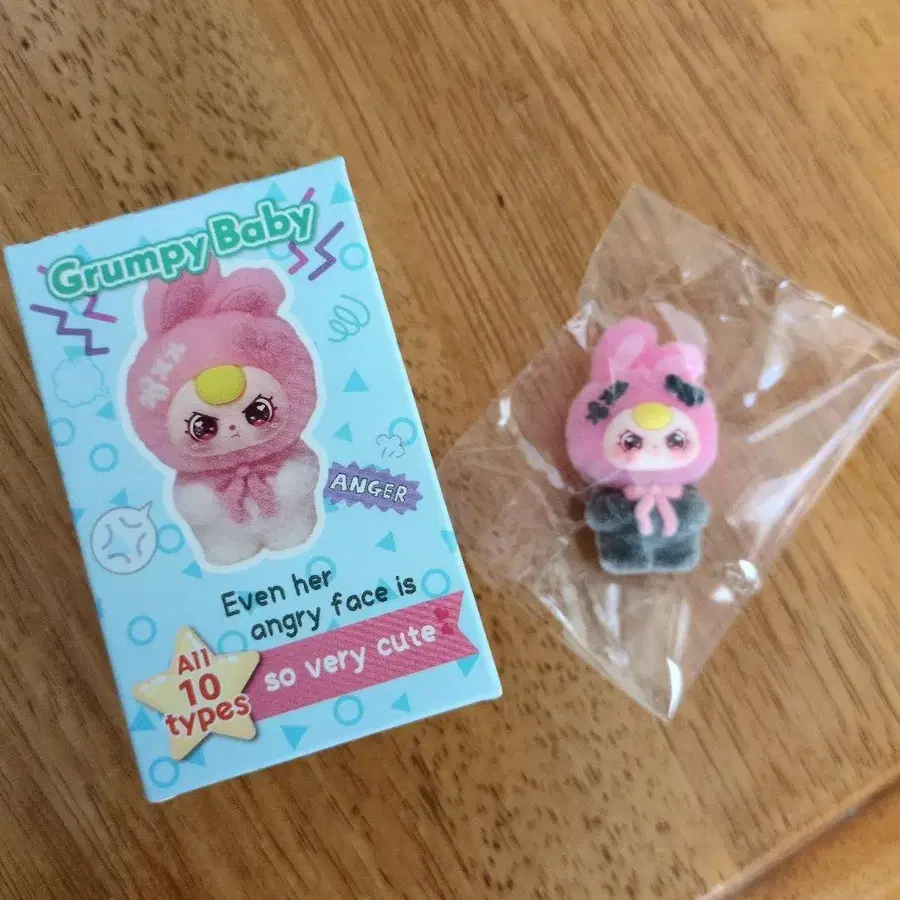 Grumpy Baby
ANGER
Even her
angry face is
so very cute
All
10
types